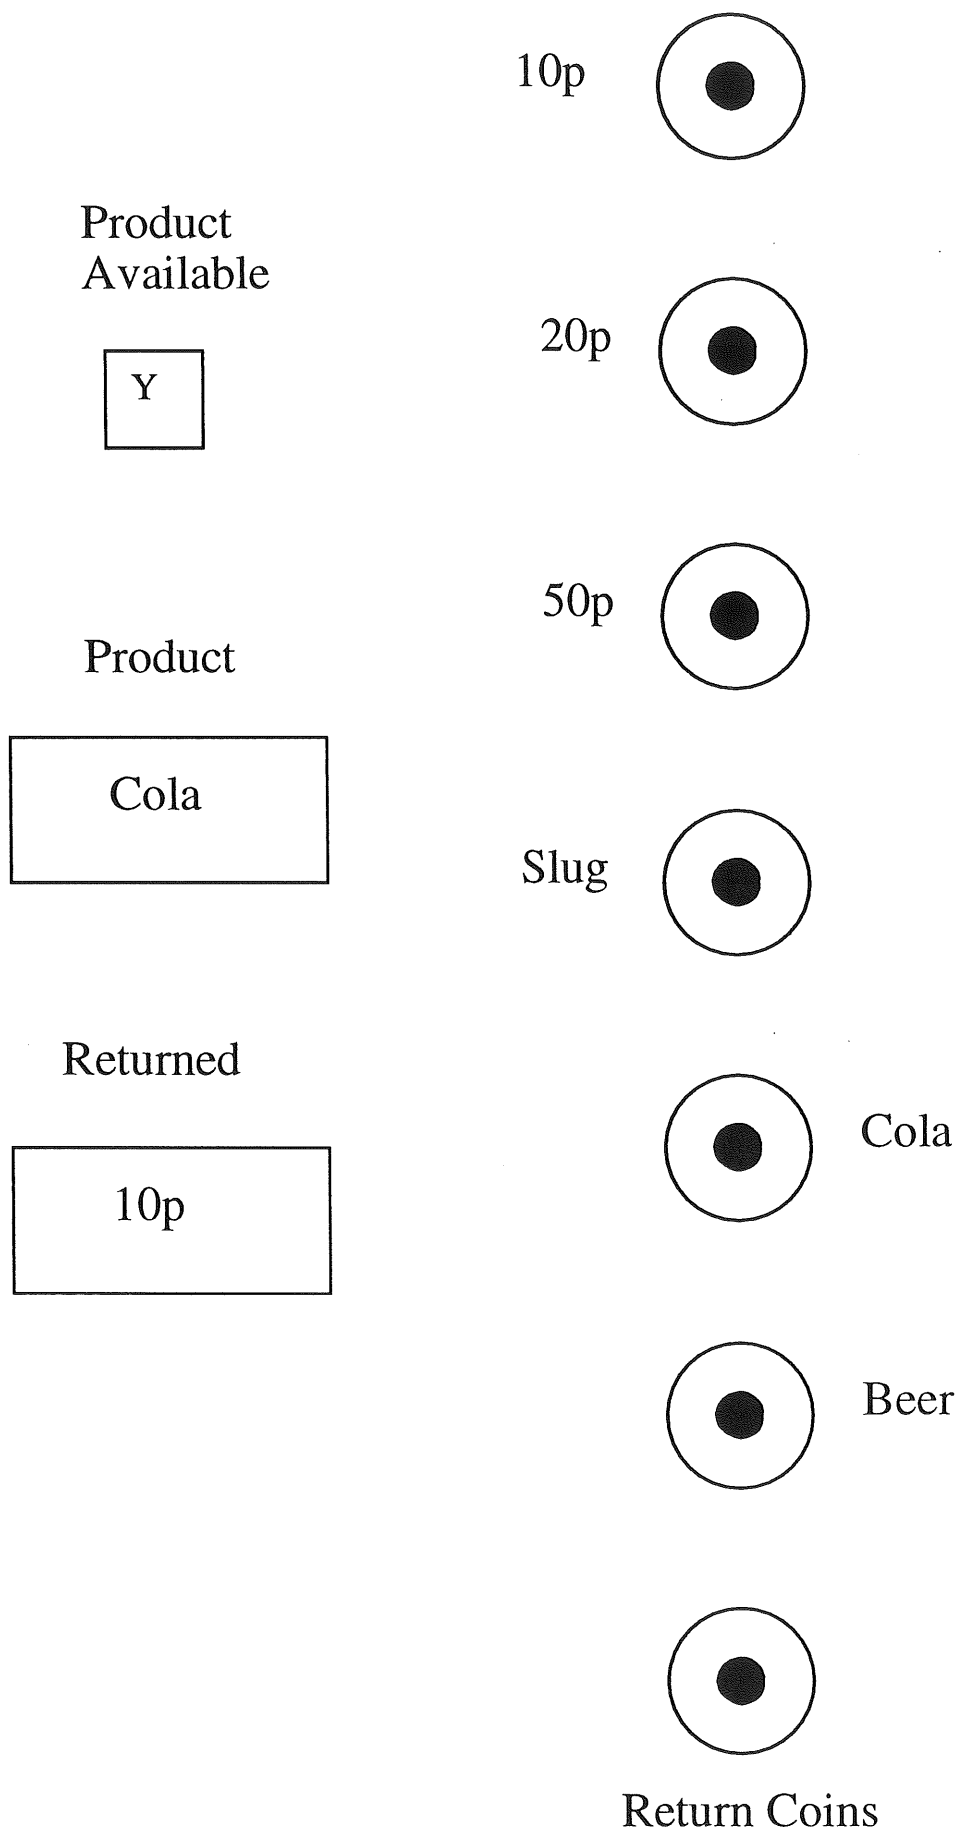 10p
Product
Available
20p
Y
50p
Product
Cola
Slug
Returned
Cola
10p
Beer
Return Coins